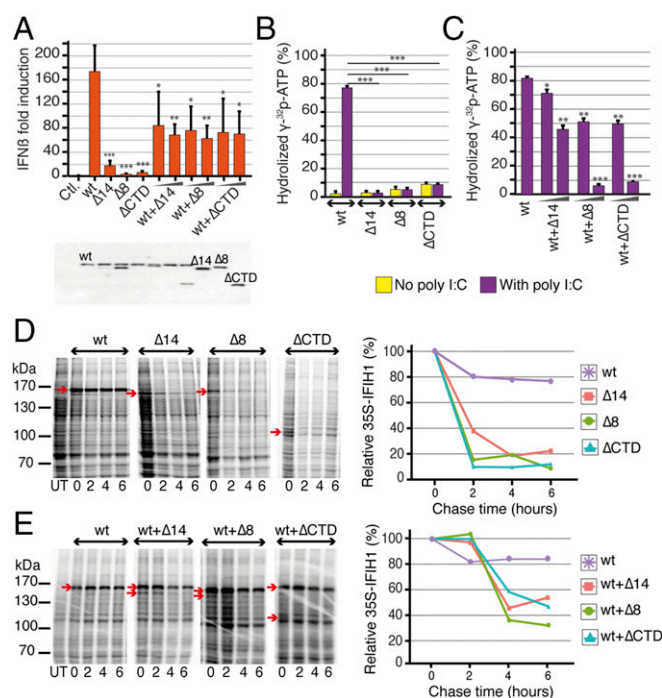 A
IFNß fold induction
200
160
120
80
40
0
***
***
***
*
**
*
**
*
*
Ctl.
wt
Δ14
Δ8
ΔCTD
wt+Δ14
wt+Δ8
wt+ΔCTD
wt
Δ14 Δ8
ΔCTD
B
Hydrolized γ-³²p-ATP (%)
100
80
60
40
20
0
***
***
***
wt
Δ14
Δ8
ΔCTD
C
Hydrolized γ-³²p-ATP (%)
100
80
60
40
20
0
*
**
**
***
**
***
wt
wt+Δ14
wt+Δ8
wt+ΔCTD
No poly I:C
With poly I:C
D
wt Δ14 Δ8 ΔCTD
kDa
170
130
100
70
UT 0 2 4 6 0 2 4 6 0 2 4 6 0 2 4 6
Relative 35S-IFIH1 (%)
100
80
60
40
20
0
0 2 4 6
Chase time (hours)
wt
Δ14
Δ8
ΔCTD
E
wt wt+Δ14 wt+Δ8 wt+ΔCTD
kDa
170
130
100
70
UT 0 2 4 6 0 2 4 6 0 2 4 6 0 2 4 6
Relative 35S-IFIH1 (%)
100
80
60
40
20
0
0 2 4 6
Chase time (hours)
wt
wt+Δ14
wt+Δ8
wt+ΔCTD